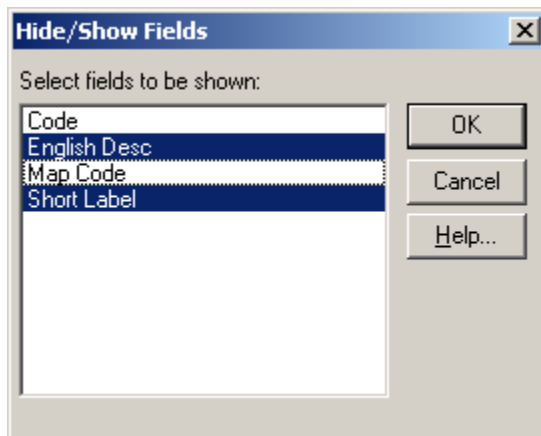 Hide/Show Fields
Select fields to be shown:
Code
English Desc
Map Code
Short Label
OK
Cancel
Help...